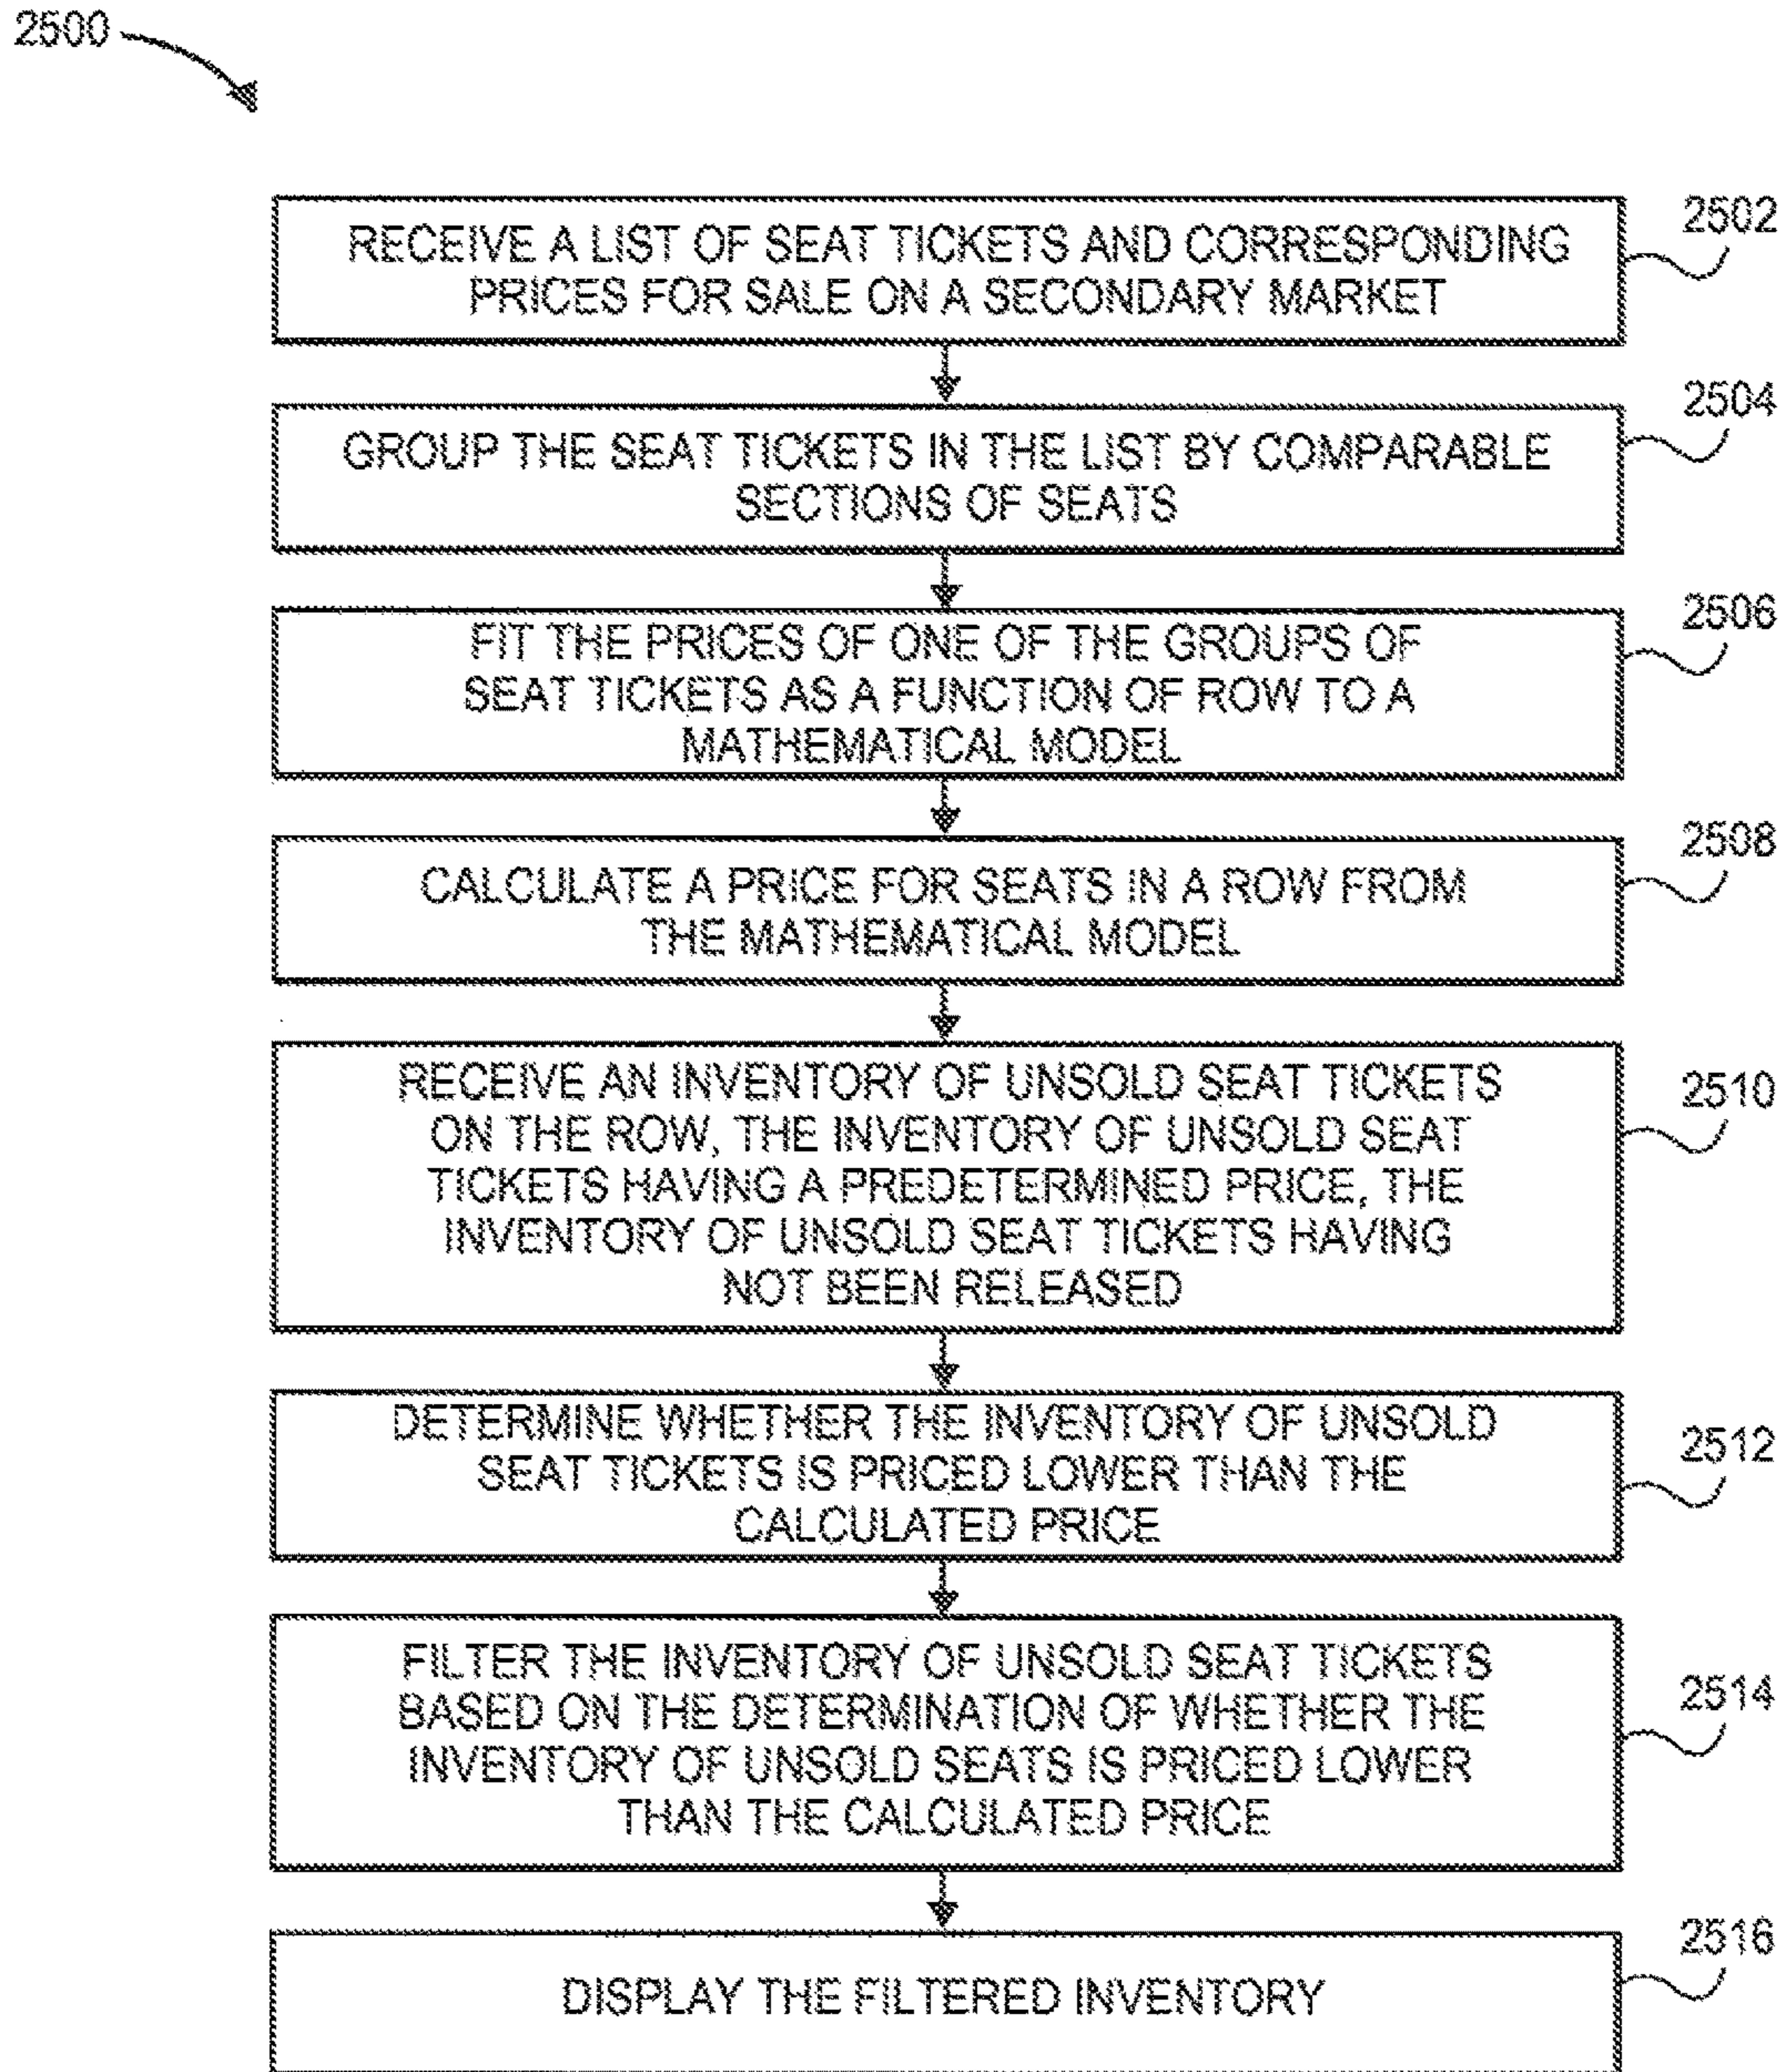 2500
RECEIVE A LIST OF SEAT TICKETS AND CORRESPONDING
PRICES FOR SALE ON A SECONDARY MARKET
2502
GROUP THE SEAT TICKETS IN THE LIST BY COMPARABLE
SECTIONS OF SEATS
2504
FIT THE PRICES OF ONE OF THE GROUPS OF
SEAT TICKETS AS A FUNCTION OF ROW TO A
MATHEMATICAL MODEL
2506
CALCULATE A PRICE FOR SEATS IN A ROW FROM
THE MATHEMATICAL MODEL
2508
RECEIVE AN INVENTORY OF UNSOLD SEAT TICKETS
ON THE ROW, THE INVENTORY OF UNSOLD SEAT
TICKETS HAVING A PREDETERMINED PRICE, THE
INVENTORY OF UNSOLD SEAT TICKETS HAVING
NOT BEEN RELEASED
2510
DETERMINE WHETHER THE INVENTORY OF UNSOLD
SEAT TICKETS IS PRICED LOWER THAN THE
CALCULATED PRICE
2512
FILTER THE INVENTORY OF UNSOLD SEAT TICKETS
BASED ON THE DETERMINATION OF WHETHER THE
INVENTORY OF UNSOLD SEATS IS PRICED LOWER
THAN THE CALCULATED PRICE
2514
DISPLAY THE FILTERED INVENTORY
2516